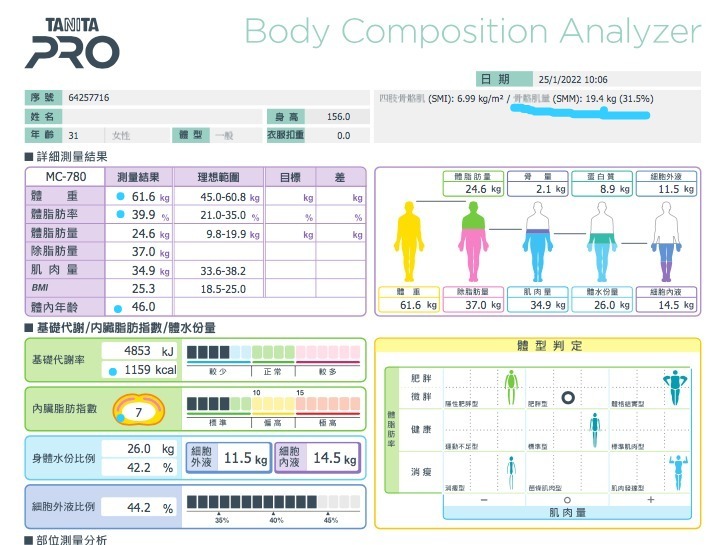 TANITA
PRO
Body Composition Analyzer
日期 25/1/2022 10:06
序號 64257716
四肢骨骼肌 (SMI): 6.99 kg/m² / 骨骼肌量 (SMM): 19.4 kg (31.5%)
姓名 身高 156.0
年齡 31 女性 體型 一般 衣服扣重 0.0
■ 詳細測量結果
MC-780 測量結果 理想範圍 目標 差
體重 61.6 kg 45.0-60.8 kg kg kg
體脂肪率 39.9 % 21.0-35.0 % % %
體脂肪量 24.6 kg 9.8-19.9 kg kg kg
除脂肪量 37.0 kg
肌肉量 34.9 kg 33.6-38.2
BMI 25.3 18.5-25.0
體內年齡 46.0
體脂肪量 骨量 蛋白質 細胞外液
24.6 kg 2.1 kg 8.9 kg 11.5 kg
體重 除脂肪量 肌肉量 體水份量 細胞內液
61.6 kg 37.0 kg 34.9 kg 26.0 kg 14.5 kg
■ 基礎代謝/內臟脂肪指數/體水份量
基礎代謝率 4853 kJ
1159 kcal
較少 正常 較多
內臟脂肪指數 7
10 15
標準 偏高 極高
身體水份比例 26.0 kg
42.2 %
細胞外液 11.5 kg 細胞內液 14.5 kg
細胞外液比例 44.2 %
35% 40% 45%
體型判定
體脂肪率
肥胖
微胖
隱性肥胖型 肥胖型 體格結實型
健康
運動不足型 標準型 標準肌肉型
消瘦
消瘦型 苗條肌肉型 肌肉發達型
− ○ +
肌肉量
■ 部位測量分析